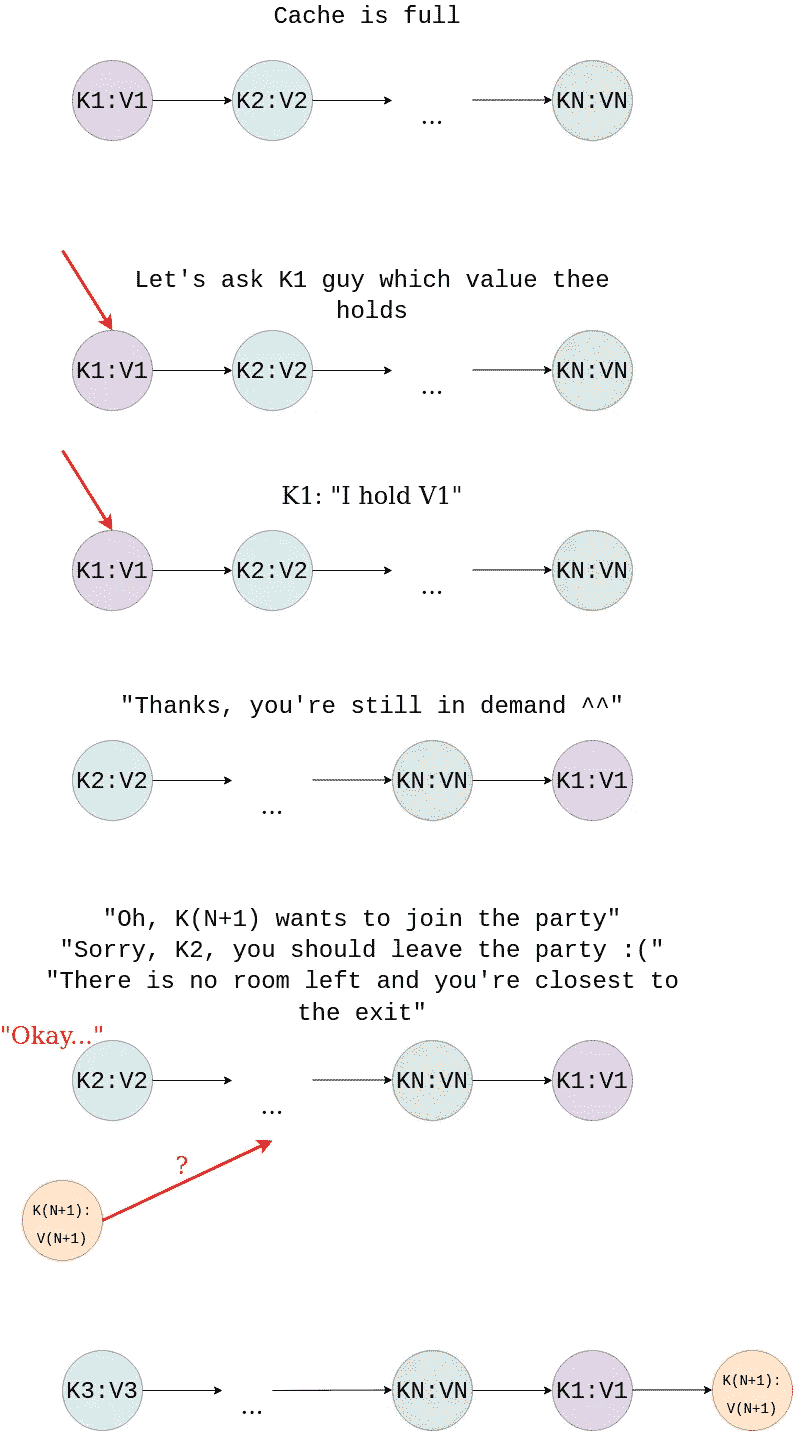 Cache is full
K1:V1 K2:V2 ... KN:VN
Let's ask K1 guy which value thee
holds
K1:V1 K2:V2 ... KN:VN
K1: "I hold V1"
K1:V1 K2:V2 ... KN:VN
"Thanks, you're still in demand ^^"
K2:V2 ... KN:VN K1:V1
"Oh, K(N+1) wants to join the party"
"Sorry, K2, you should leave the party :("
"There is no room left and you're closest to
the exit"
"Okay..."
K2:V2 ... KN:VN K1:V1
?
K(N+1):
V(N+1)
K3:V3 ... KN:VN K1:V1 K(N+1):
V(N+1)